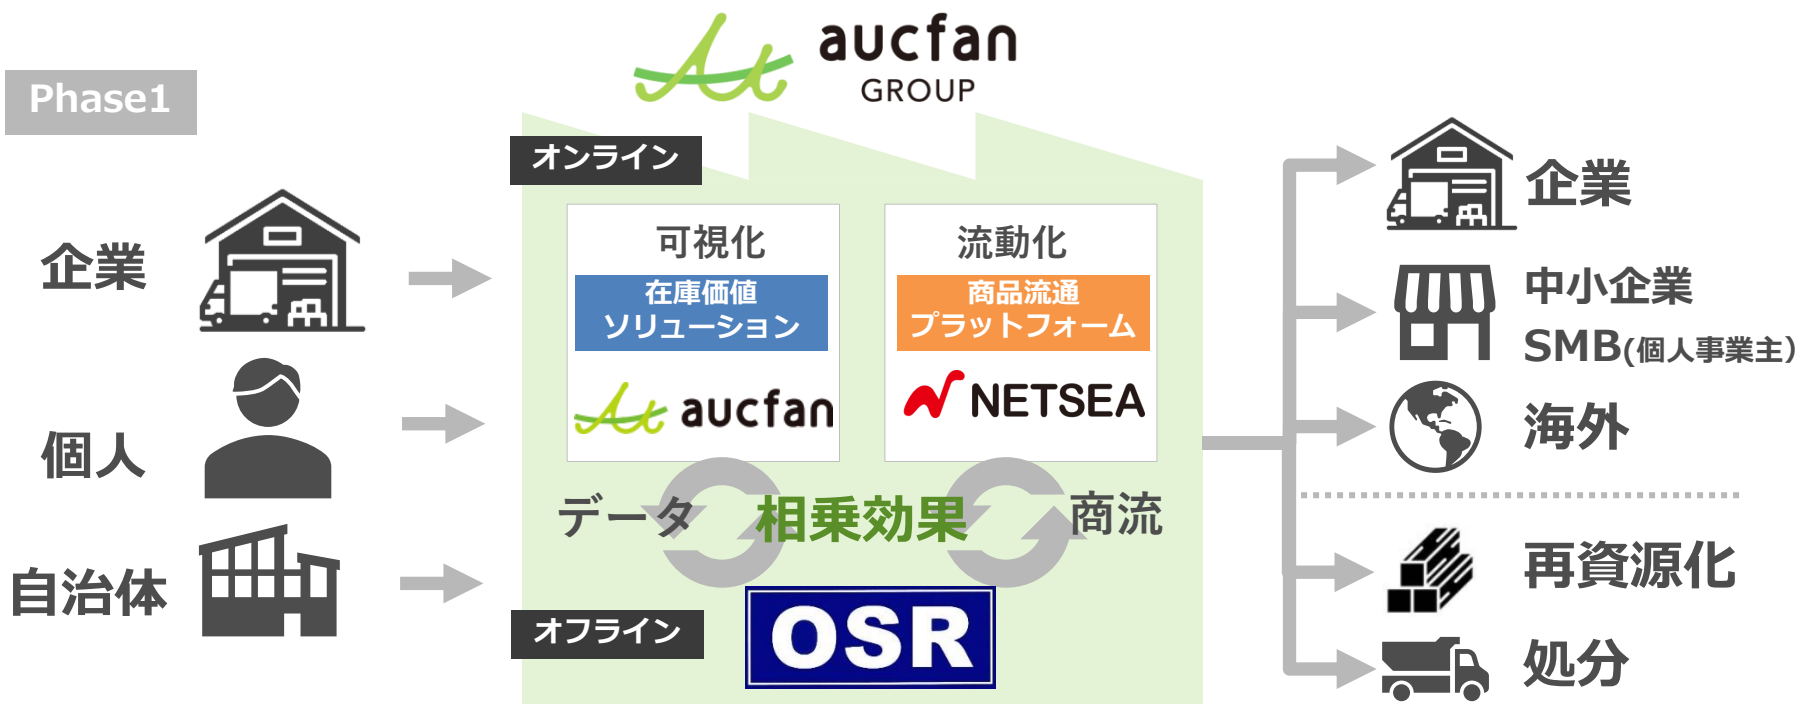 aucfan
GROUP
Phase1
企業
個人
自治体
オンライン
可視化
在庫価値
ソリューション
aucfan
流動化
商品流通
プラットフォーム
NETSEA
データ
相乗効果
商流
オフライン
OSR
企業
中小企業
SMB(個人事業主)
海外
再資源化
処分